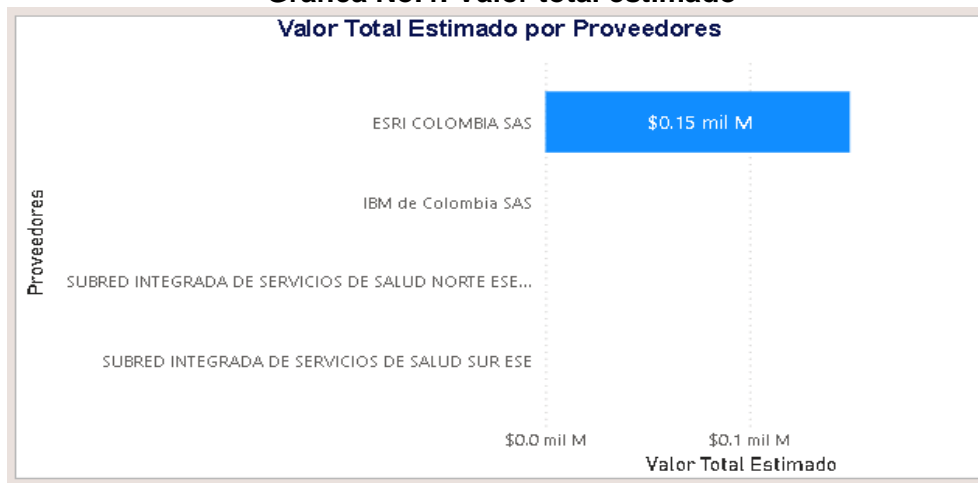 Valor Total Estimado por Proveedores
Proveedores
ESRI COLOMBIA SAS
$0.15 mil M
IBM de Colombia SAS
SUBRED INTEGRADA DE SERVICIOS DE SALUD NORTE ESE...
SUBRED INTEGRADA DE SERVICIOS DE SALUD SUR ESE
$0.0 mil M
$0.1 mil M
Valor Total Estimado